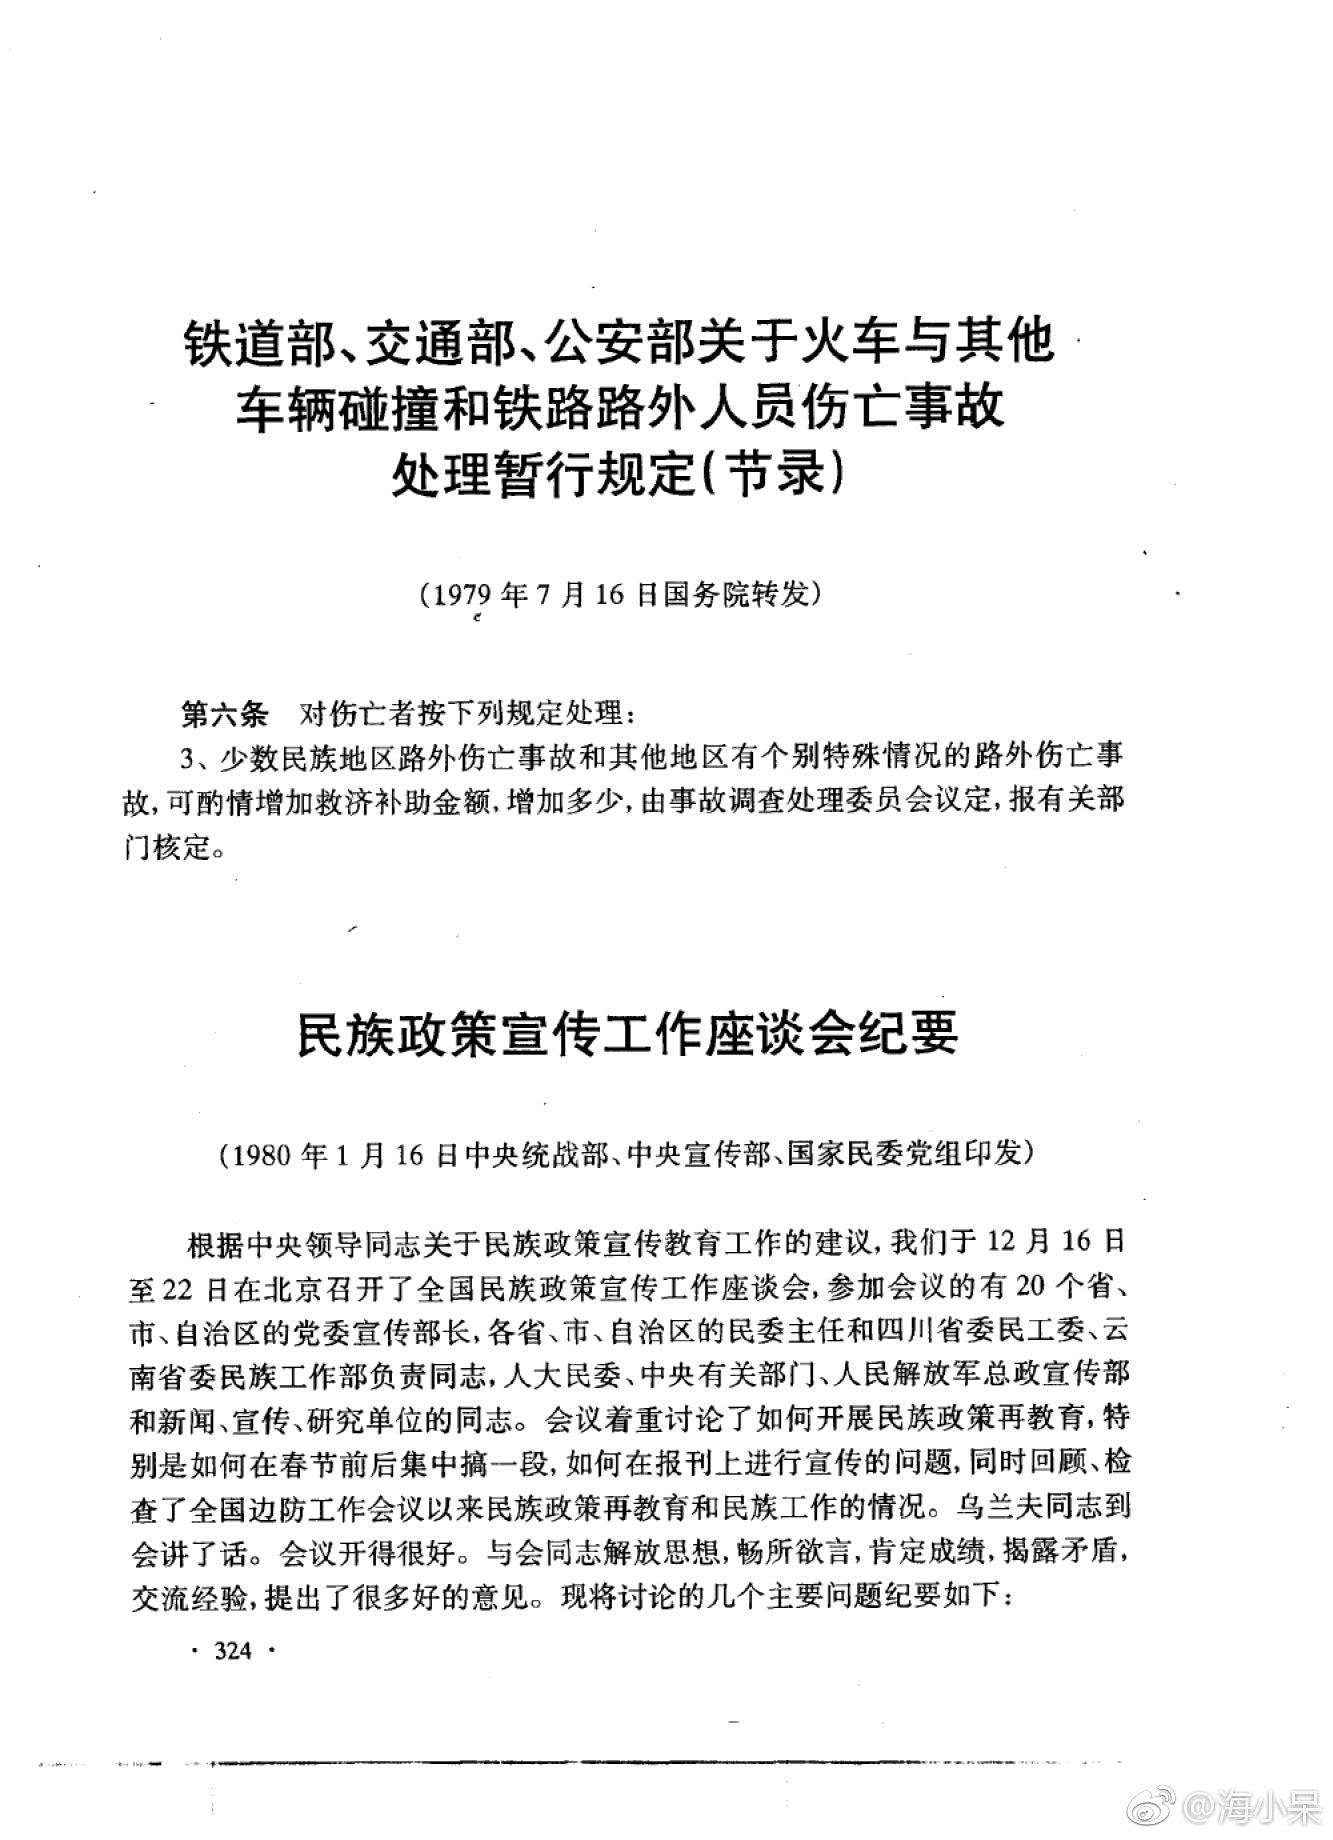 铁道部、交通部、公安部关于火车与其他
车辆碰撞和铁路路外人员伤亡事故
处理暂行规定(节录)
(1979年7月16日国务院转发)
第六条 对伤亡者按下列规定处理:
3、少数民族地区路外伤亡事故和其他地区有个别特殊情况的路外伤亡事
故,可酌情增加救济补助金额,增加多少,由事故调查处理委员会议定,报有关部
门核定。
民族政策宣传工作座谈会纪要
(1980年1月16日中央统战部、中央宣传部、国家民委党组印发)
根据中央领导同志关于民族政策宣传教育工作的建议,我们于12月16日
至22日在北京召开了全国民族政策宣传工作座谈会,参加会议的有20个省、
市、自治区的党委宣传部长,各省、市、自治区的民委主任和四川省委民工委、云
南省委民族工作部负责同志,人大民委、中央有关部门、人民解放军总政宣传部
和新闻、宣传、研究单位的同志。会议着重讨论了如何开展民族政策再教育,特
别是如何在春节前后集中搞一段,如何在报刊上进行宣传的问题,同时回顾、检
查了全国边防工作会议以来民族政策再教育和民族工作的情况。乌兰夫同志到
会讲了话。会议开得很好。与会同志解放思想,畅所欲言,肯定成绩,揭露矛盾,
交流经验,提出了很多好的意见。现将讨论的几个主要问题纪要如下:
·324·
@海小呆